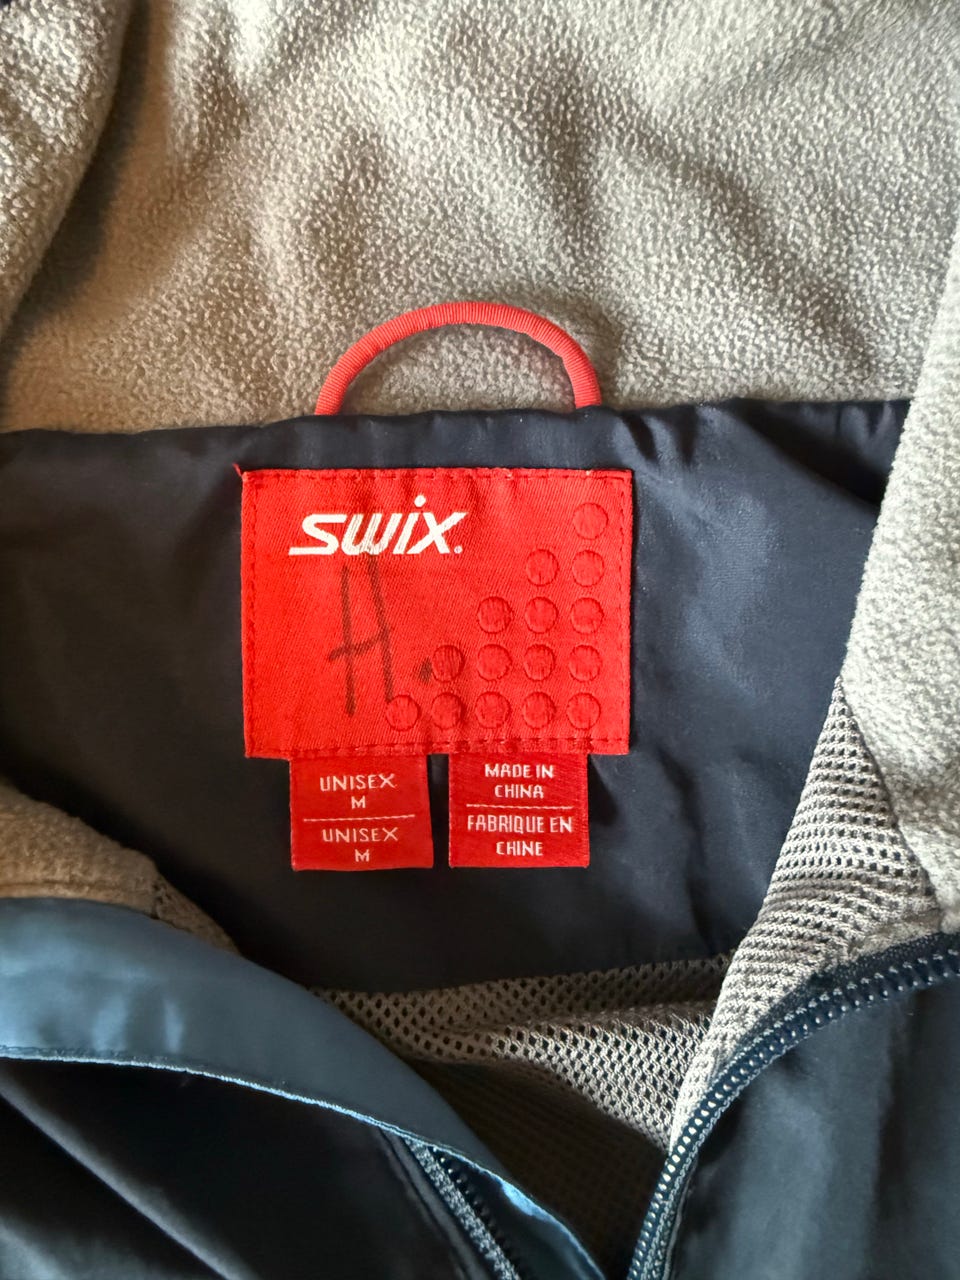 SWIX.
H.
UNISEX
M
UNISEX
M
MADE IN
CHINA
FABRIQUE EN
CHINE